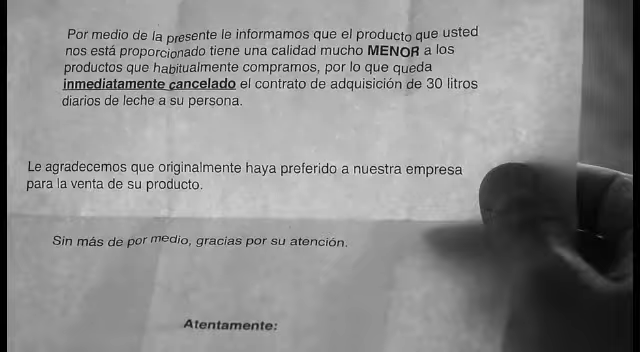 Por medio de la presente le informamos que el producto que usted
nos está proporcionado tiene una calidad mucho MENOR a los
productos que habitualmente compramos, por lo que queda
inmediatamente cancelado el contrato de adquisición de 30 litros
diarios de leche a su persona.
Le agradecemos que originalmente haya preferido a nuestra empresa
para la venta de su producto.
Sin más de por medio, gracias por su atención.
Atentamente: